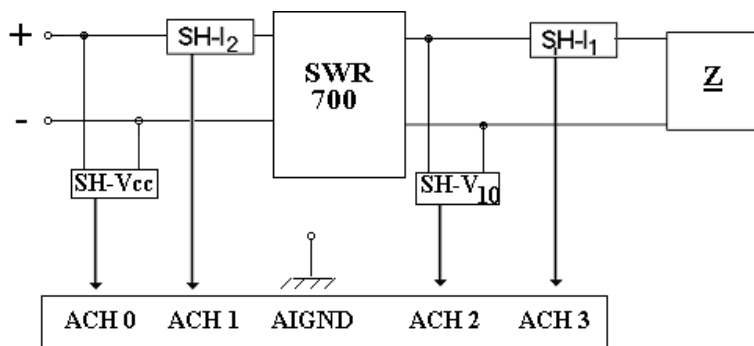 +
SH-I2
SWR
700
SH-I1
Z
-
SH-Vcc
SH-V10
ACH 0
ACH 1
AIGND
ACH 2
ACH 3